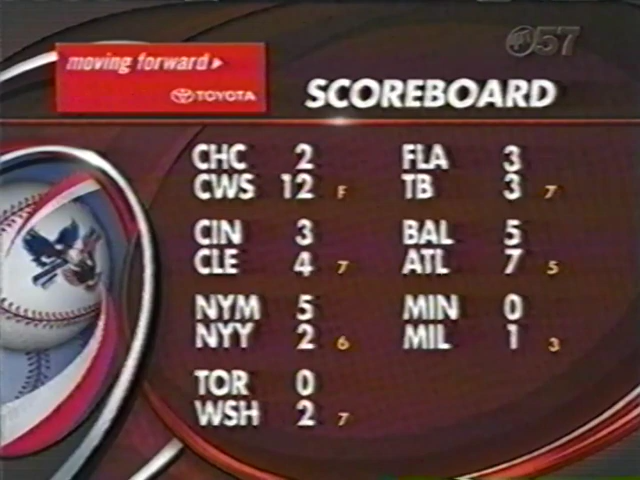 57
moving forward
TOYOTA
SCOREBOARD
CHC 2
CWS 12 F
CIN 3
CLE 4 7
NYM 5
NYY 2 6
TOR 0
WSH 2 7
FLA 3
TB 3 7
BAL 5
ATL 7 5
MIN 0
MIL 1 3